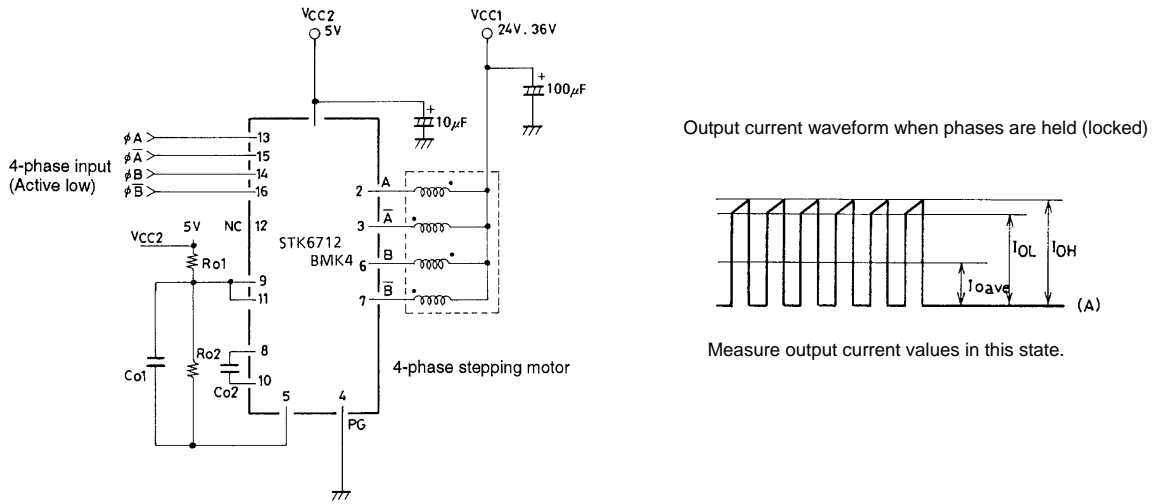 VCC2
5V
VCC1
24V.36V
+
10μF
+
100μF
4-phase input
(Active low)
φA
φA̅
φB
φB̅
13
15
14
16
NC 12
STK6712
BMK4
2 A
3 A̅
6 B
7 B̅
VCC2
5V
Ro1
9
11
Co1
Ro2
8
10
Co2
5
4
PG
4-phase stepping motor
Output current waveform when phases are held (locked)
IOL
IOH
Ioave
(A)
Measure output current values in this state.